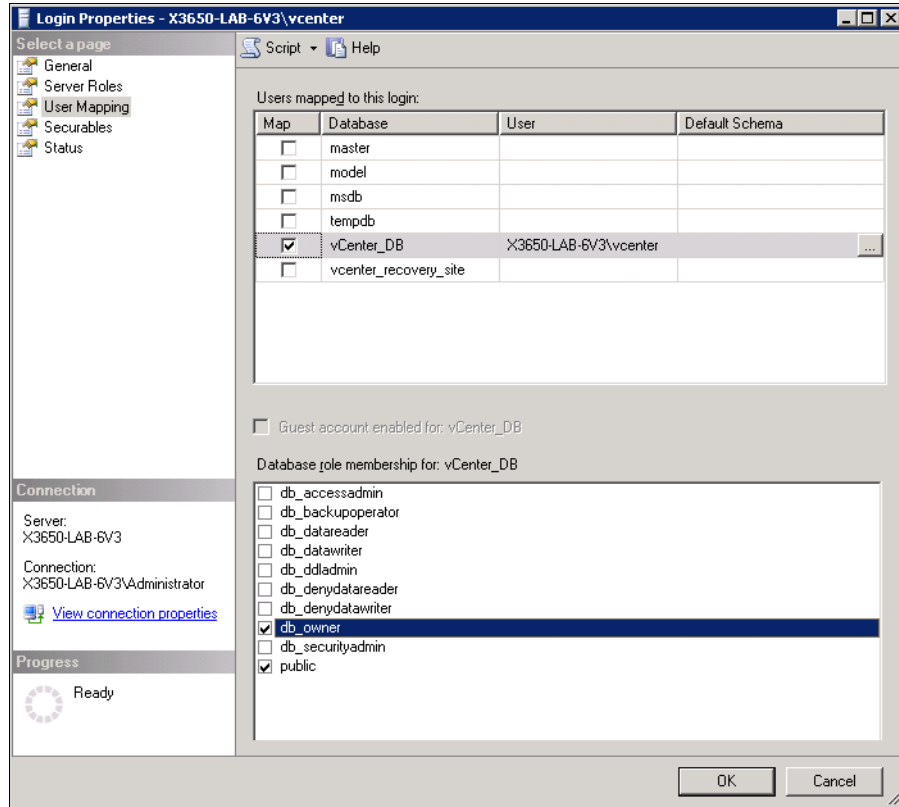 Login Properties - X3650-LAB-6V3\vcenter
Select a page
General
Server Roles
User Mapping
Securables
Status
Script Help
Users mapped to this login:
Map Database User Default Schema
master
model
msdb
tempdb
vCenter_DB X3650-LAB-6V3\vcenter ...
vcenter_recovery_site
Guest account enabled for: vCenter_DB
Database role membership for: vCenter_DB
db_accessadmin
db_backupoperator
db_datareader
db_datawriter
db_ddladmin
db_denydatareader
db_denydatawriter
db_owner
db_securityadmin
public
Connection
Server:
X3650-LAB-6V3
Connection:
X3650-LAB-6V3\Administrator
View connection properties
Progress
Ready
OK Cancel